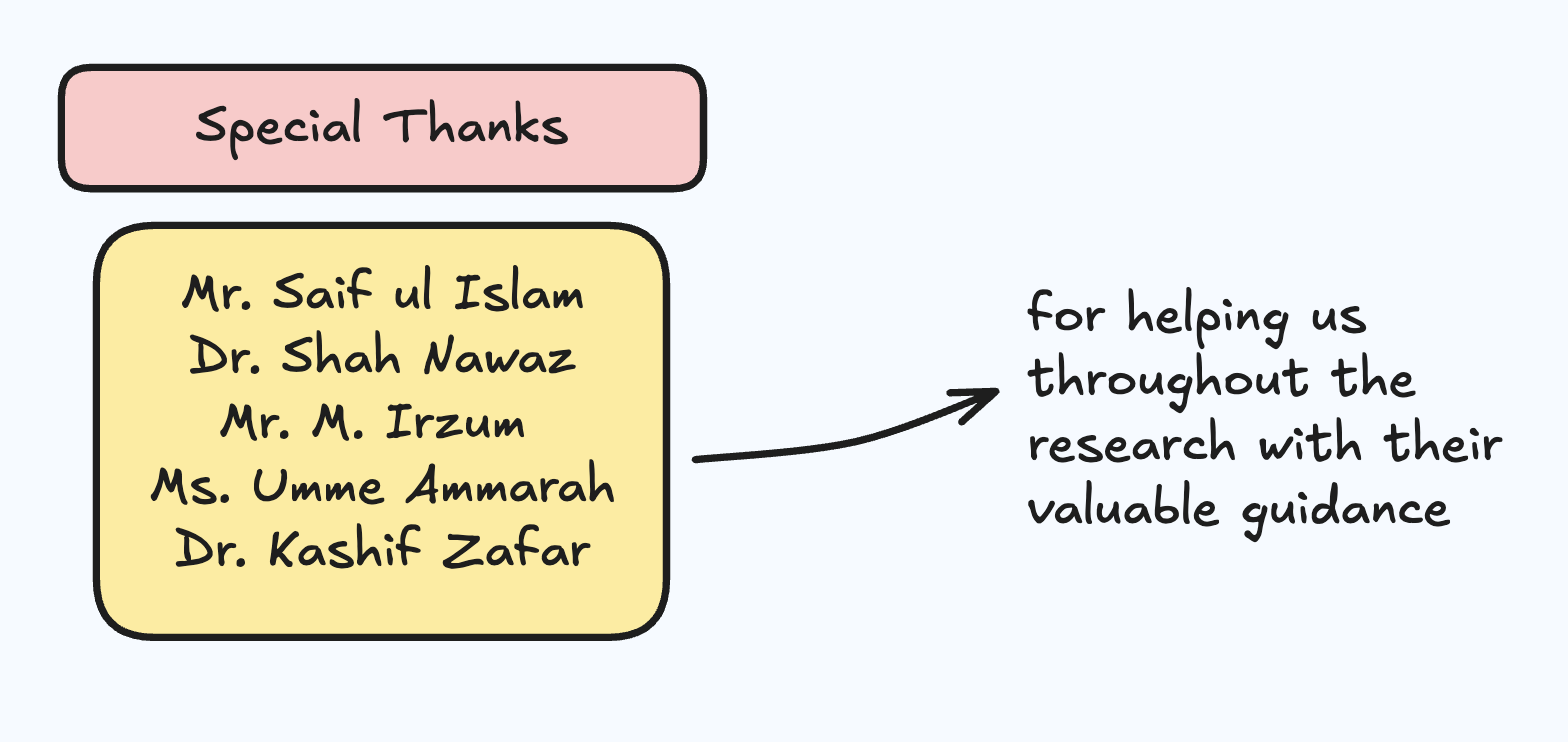 Special Thanks
Mr. Saif ul Islam
Dr. Shah Nawaz
Mr. M. Irzum
Ms. Umme Ammarah
Dr. Kashif Zafar
for helping us
throughout the
research with their
valuable guidance